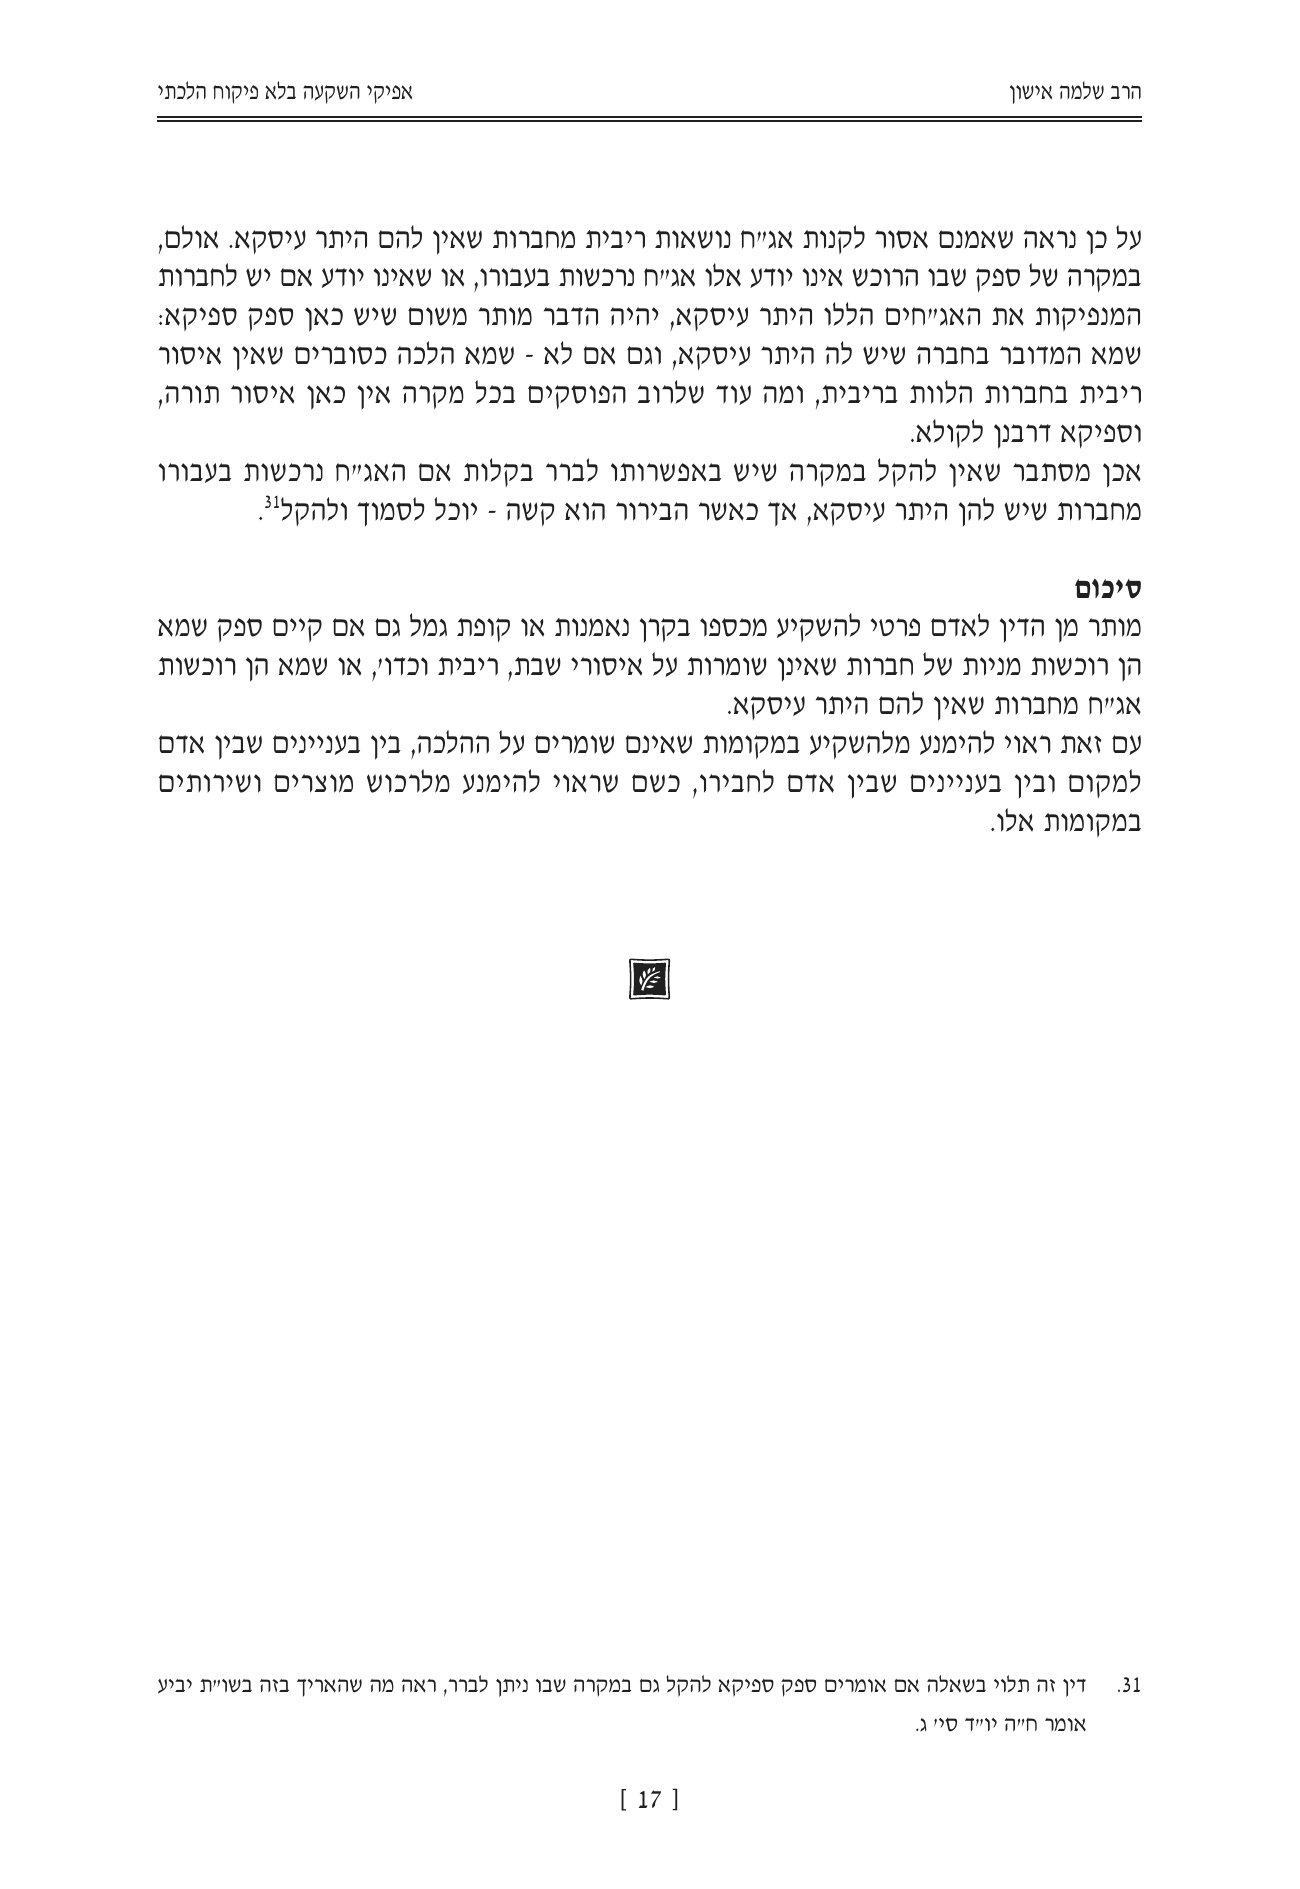 הרב שלמה אישון
אפיקי השקעה בלא פיקוח הלכתי
על כן נראה שאמנם אסור לקנות אג״ח נושאות ריבית מחברות שאין להם היתר עיסקא. אולם,
במקרה של ספק שבו הרוכש אינו יודע אלו אג״ח נרכשות בעבורו, או שאינו יודע אם יש לחברות
המנפיקות את האג״חים הללו היתר עיסקא, יהיה הדבר מותר משום שיש כאן ספק ספיקא:
שמא המדובר בחברה שיש לה היתר עיסקא, וגם אם לא - שמא הלכה כסוברים שאין איסור
ריבית בחברות הלוות בריבית, ומה עוד שלרוב הפוסקים בכל מקרה אין כאן איסור תורה,
וספיקא דרבנן לקולא.
אכן מסתבר שאין להקל במקרה שיש באפשרותו לברר בקלות אם האג״ח נרכשות בעבורו
מחברות שיש להן היתר עיסקא, אך כאשר הבירור הוא קשה - יוכל לסמוך ולהקל31.
סיכום
מותר מן הדין לאדם פרטי להשקיע מכספו בקרן נאמנות או קופת גמל גם אם קיים ספק שמא
הן רוכשות מניות של חברות שאינן שומרות על איסורי שבת, ריבית וכדו׳, או שמא הן רוכשות
אג״ח מחברות שאין להם היתר עיסקא.
עם זאת ראוי להימנע מלהשקיע במקומות שאינם שומרים על ההלכה, בין בעניינים שבין אדם
למקום ובין בעניינים שבין אדם לחבירו, כשם שראוי להימנע מלרכוש מוצרים ושירותים
במקומות אלו.
31. דין זה תלוי בשאלה אם אומרים ספק ספיקא להקל גם במקרה שבו ניתן לברר, ראה מה שהאריך בזה בשו״ת יביע
אומר ח״ה יו״ד סי׳ ג.
[ 17 ]